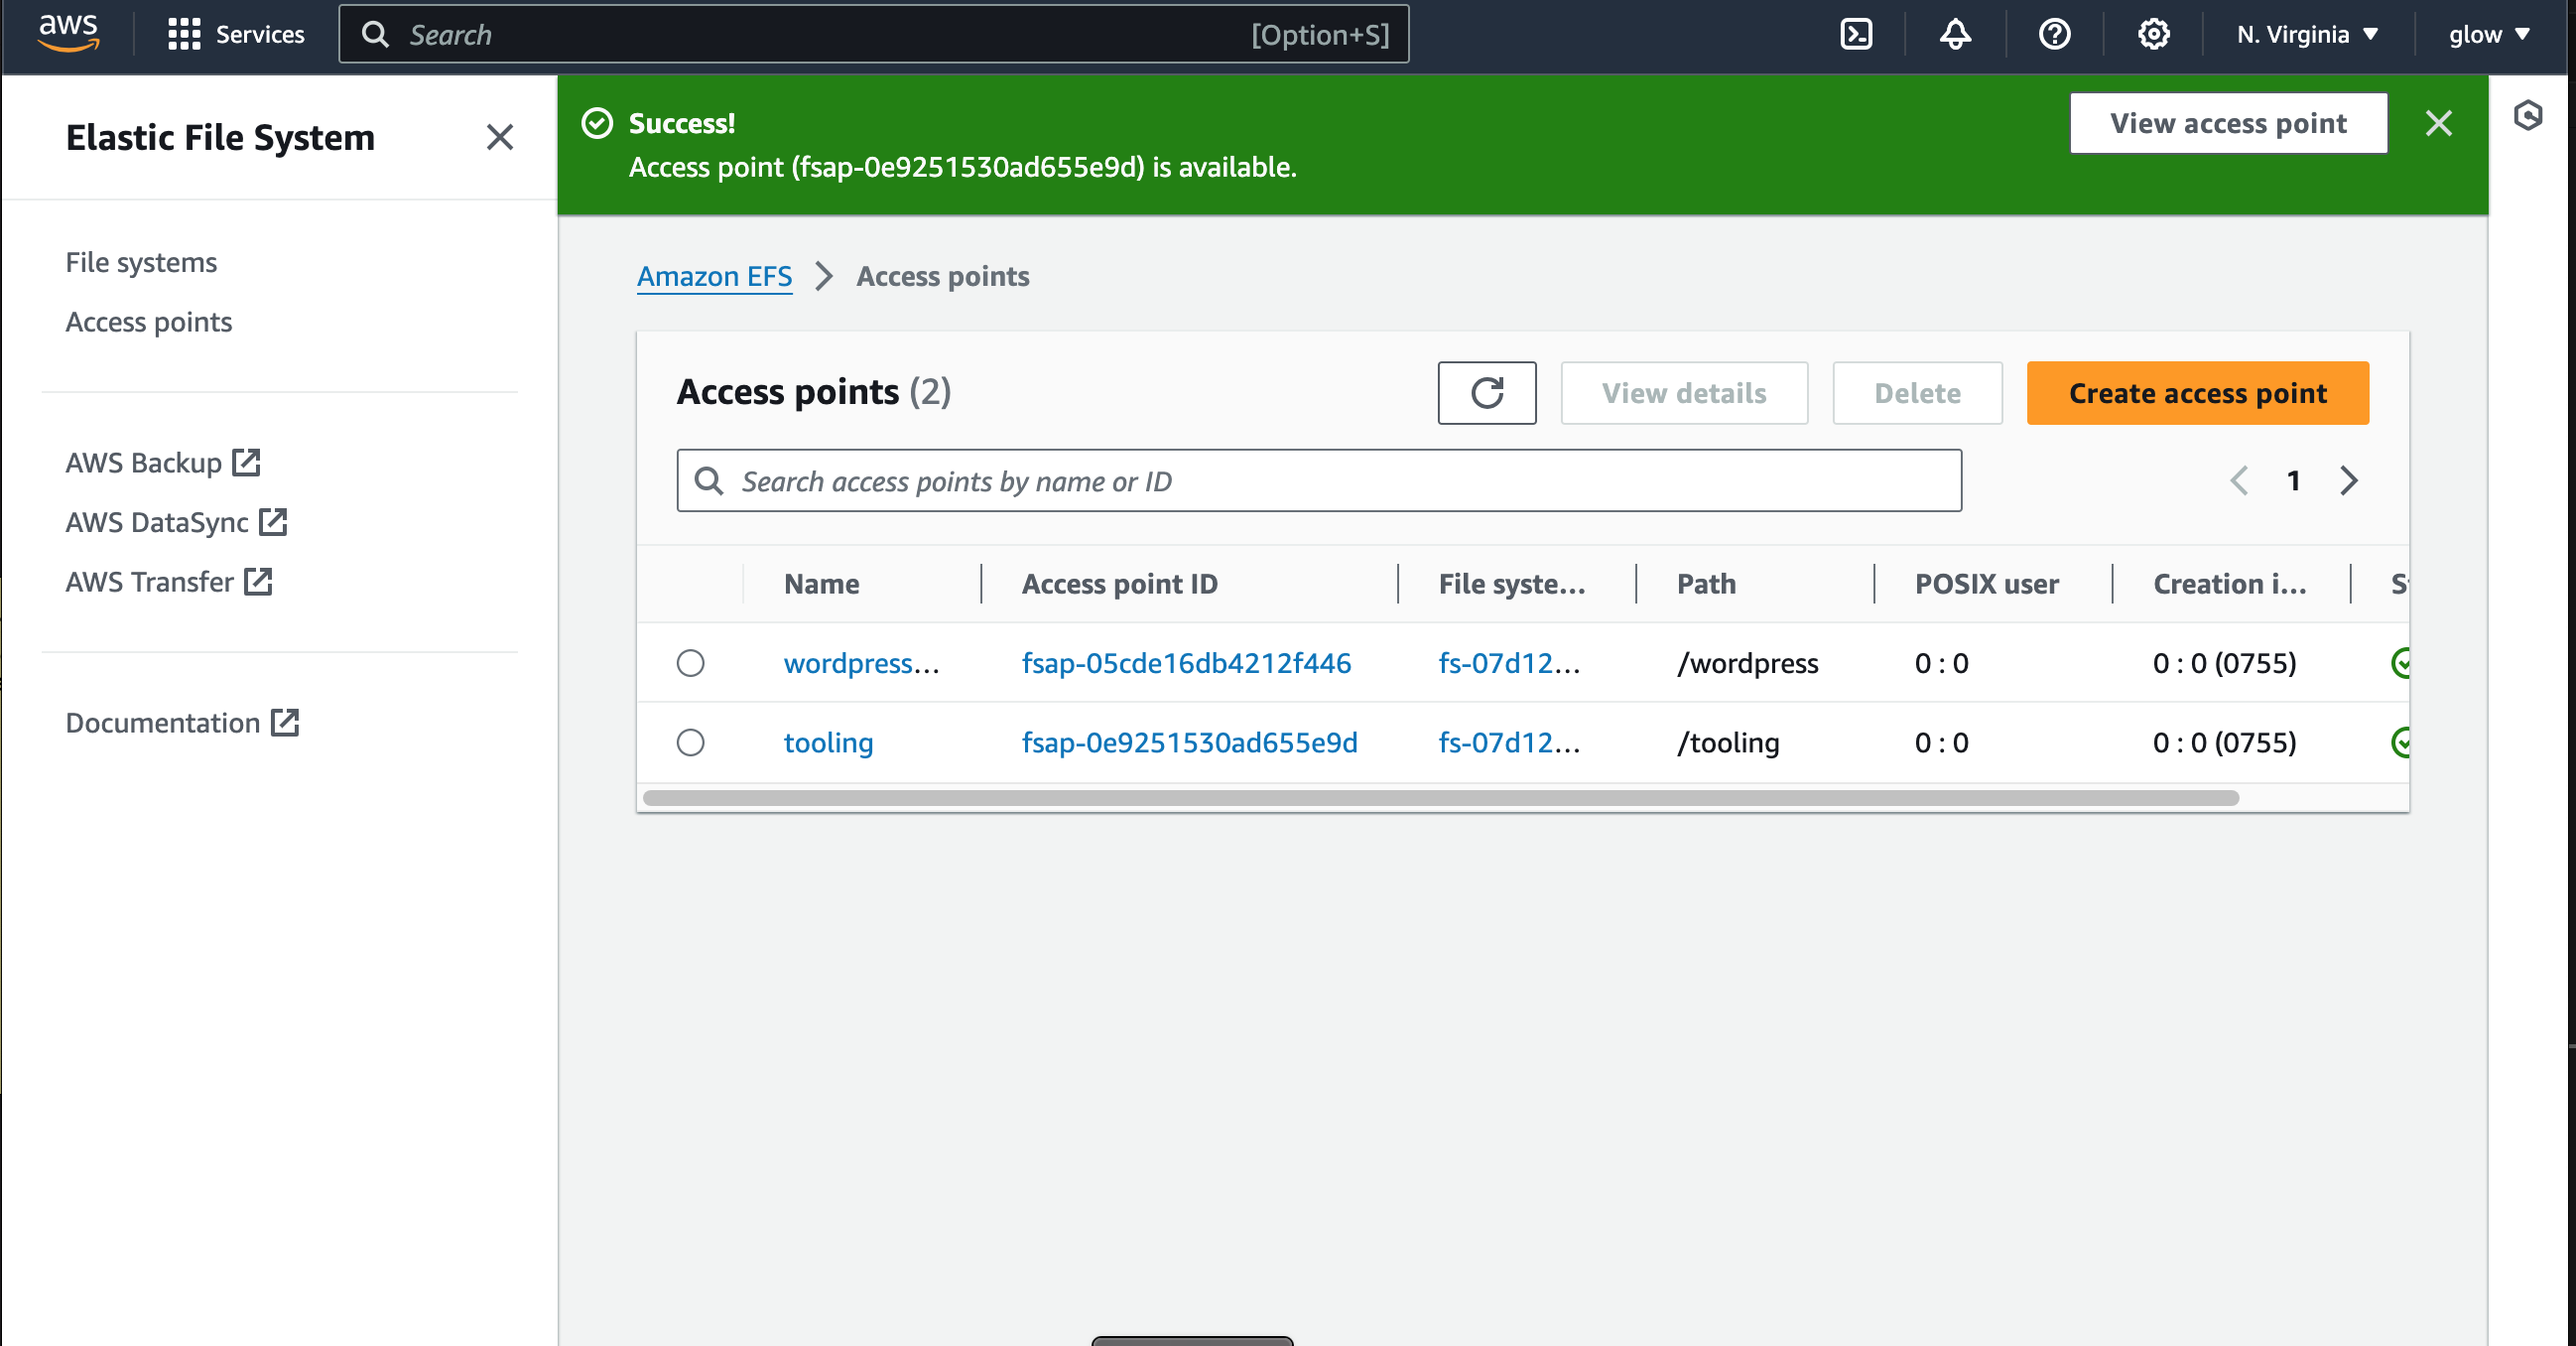 aws Services Search [Option+S] N. Virginia glow
Elastic File System
File systems
Access points
AWS Backup
AWS DataSync
AWS Transfer
Documentation
Success!
Access point (fsap-0e9251530ad655e9d) is available.
View access point
Amazon EFS Access points
Access points (2)
View details Delete Create access point
Search access points by name or ID
1
Name Access point ID File syste... Path POSIX user Creation i...
wordpress... fsap-05cde16db4212f446 fs-07d12... /wordpress 0 : 0 0 : 0 (0755)
tooling fsap-0e9251530ad655e9d fs-07d12... /tooling 0 : 0 0 : 0 (0755)